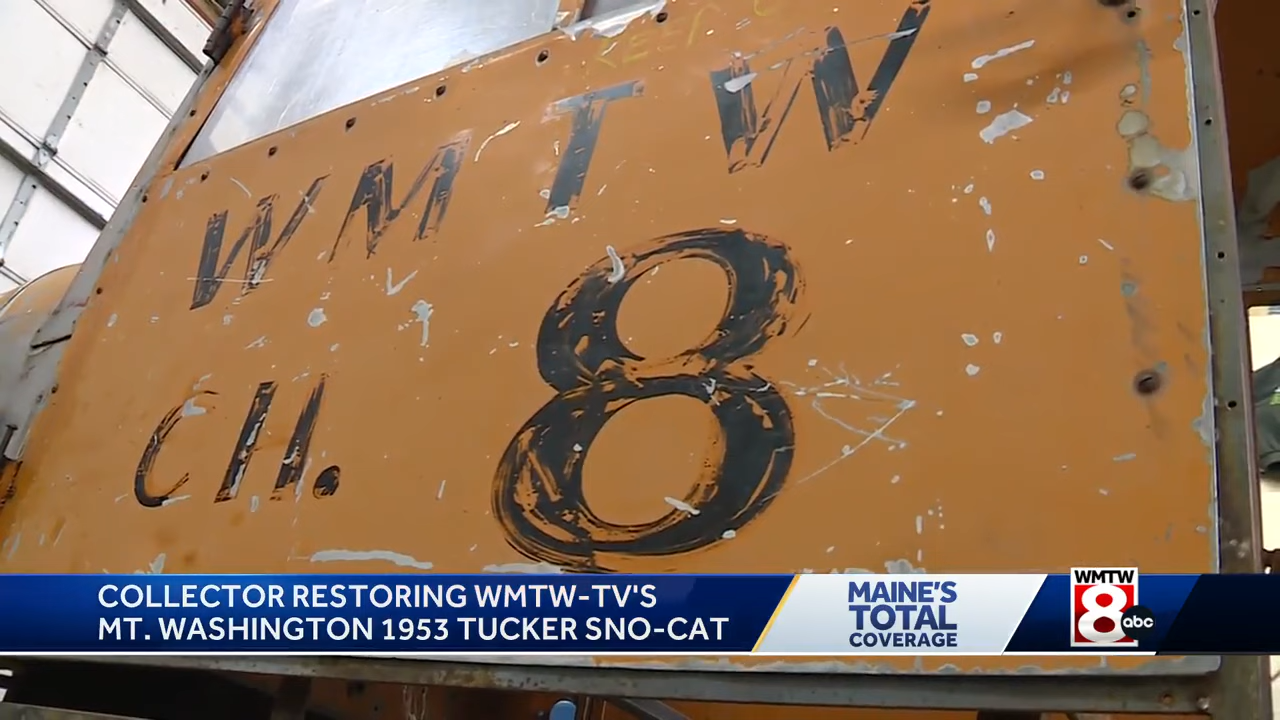 WMTW
CH. 8
COLLECTOR RESTORING WMTW-TV'S
MT. WASHINGTON 1953 TUCKER SNO-CAT
MAINE'S
TOTAL
COVERAGE
WMTW
8
abc